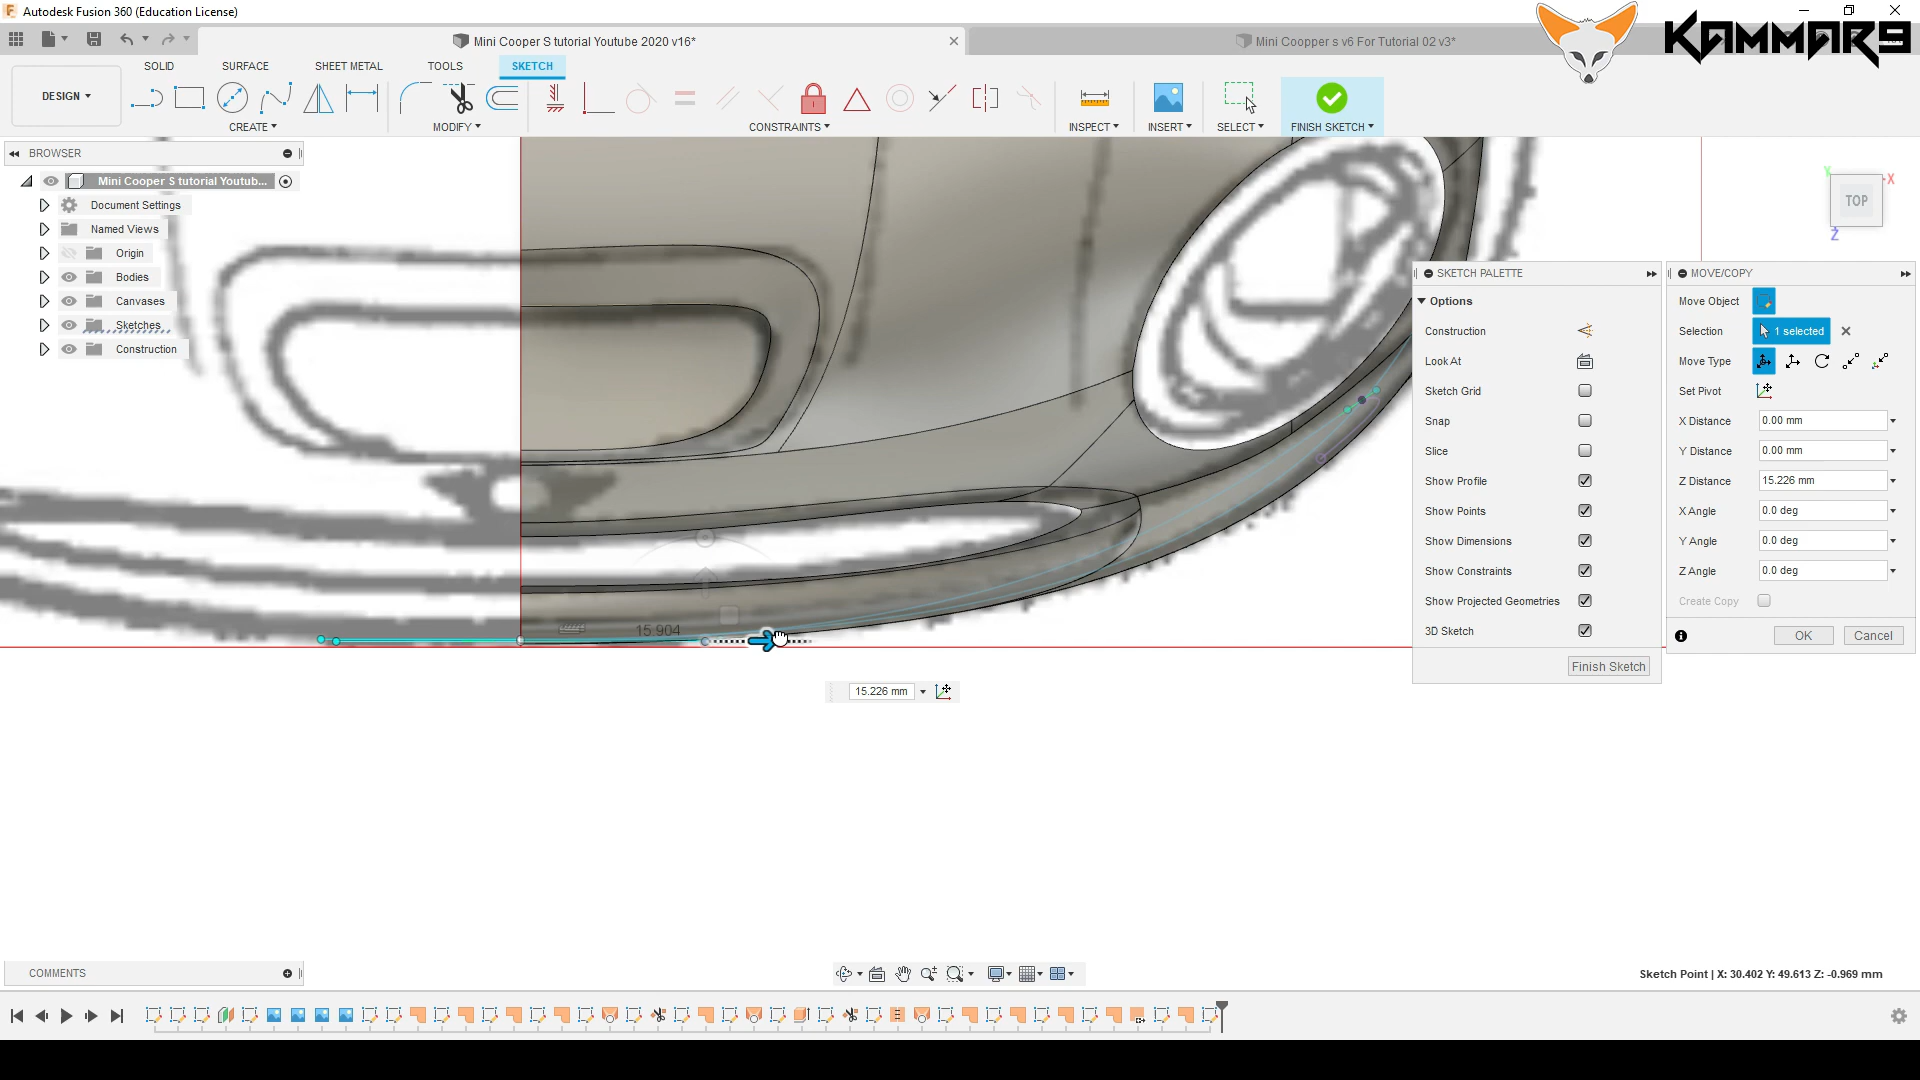 Autodesk Fusion 360 (Education License)
Mini Cooper S tutorial Youtube 2020 v16*
Mini Coopper s v6 For Tutorial 02 v3*
KAMMAR9
SOLID
SURFACE
SHEET METAL
TOOLS
SKETCH
DESIGN
CREATE
MODIFY
CONSTRAINTS
INSPECT
INSERT
SELECT
FINISH SKETCH
BROWSER
Mini Cooper S tutorial Youtub...
Document Settings
Named Views
Origin
Bodies
Canvases
Sketches
Construction
Y
X
TOP
Z
SKETCH PALETTE
Options
Construction
Look At
Sketch Grid
Snap
Slice
Show Profile
Show Points
Show Dimensions
Show Constraints
Show Projected Geometries
3D Sketch
Finish Sketch
MOVE/COPY
Move Object
Selection 1 selected
Move Type
Set Pivot
X Distance 0.00 mm
Y Distance 0.00 mm
Z Distance 15.226 mm
X Angle 0.0 deg
Y Angle 0.0 deg
Z Angle 0.0 deg
Create Copy
OK Cancel
15.904
15.226 mm
COMMENTS
Sketch Point | X: 30.402 Y: 49.613 Z: -0.969 mm